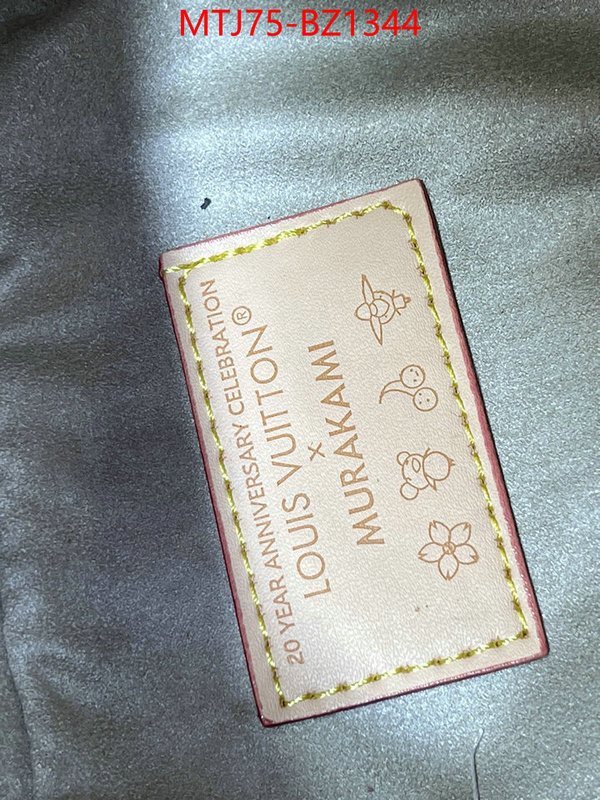 MTJ75-BZ1344
20 YEAR ANNIVERSARY CELEBRATION
LOUIS VUITTON®
×
MURAKAMI